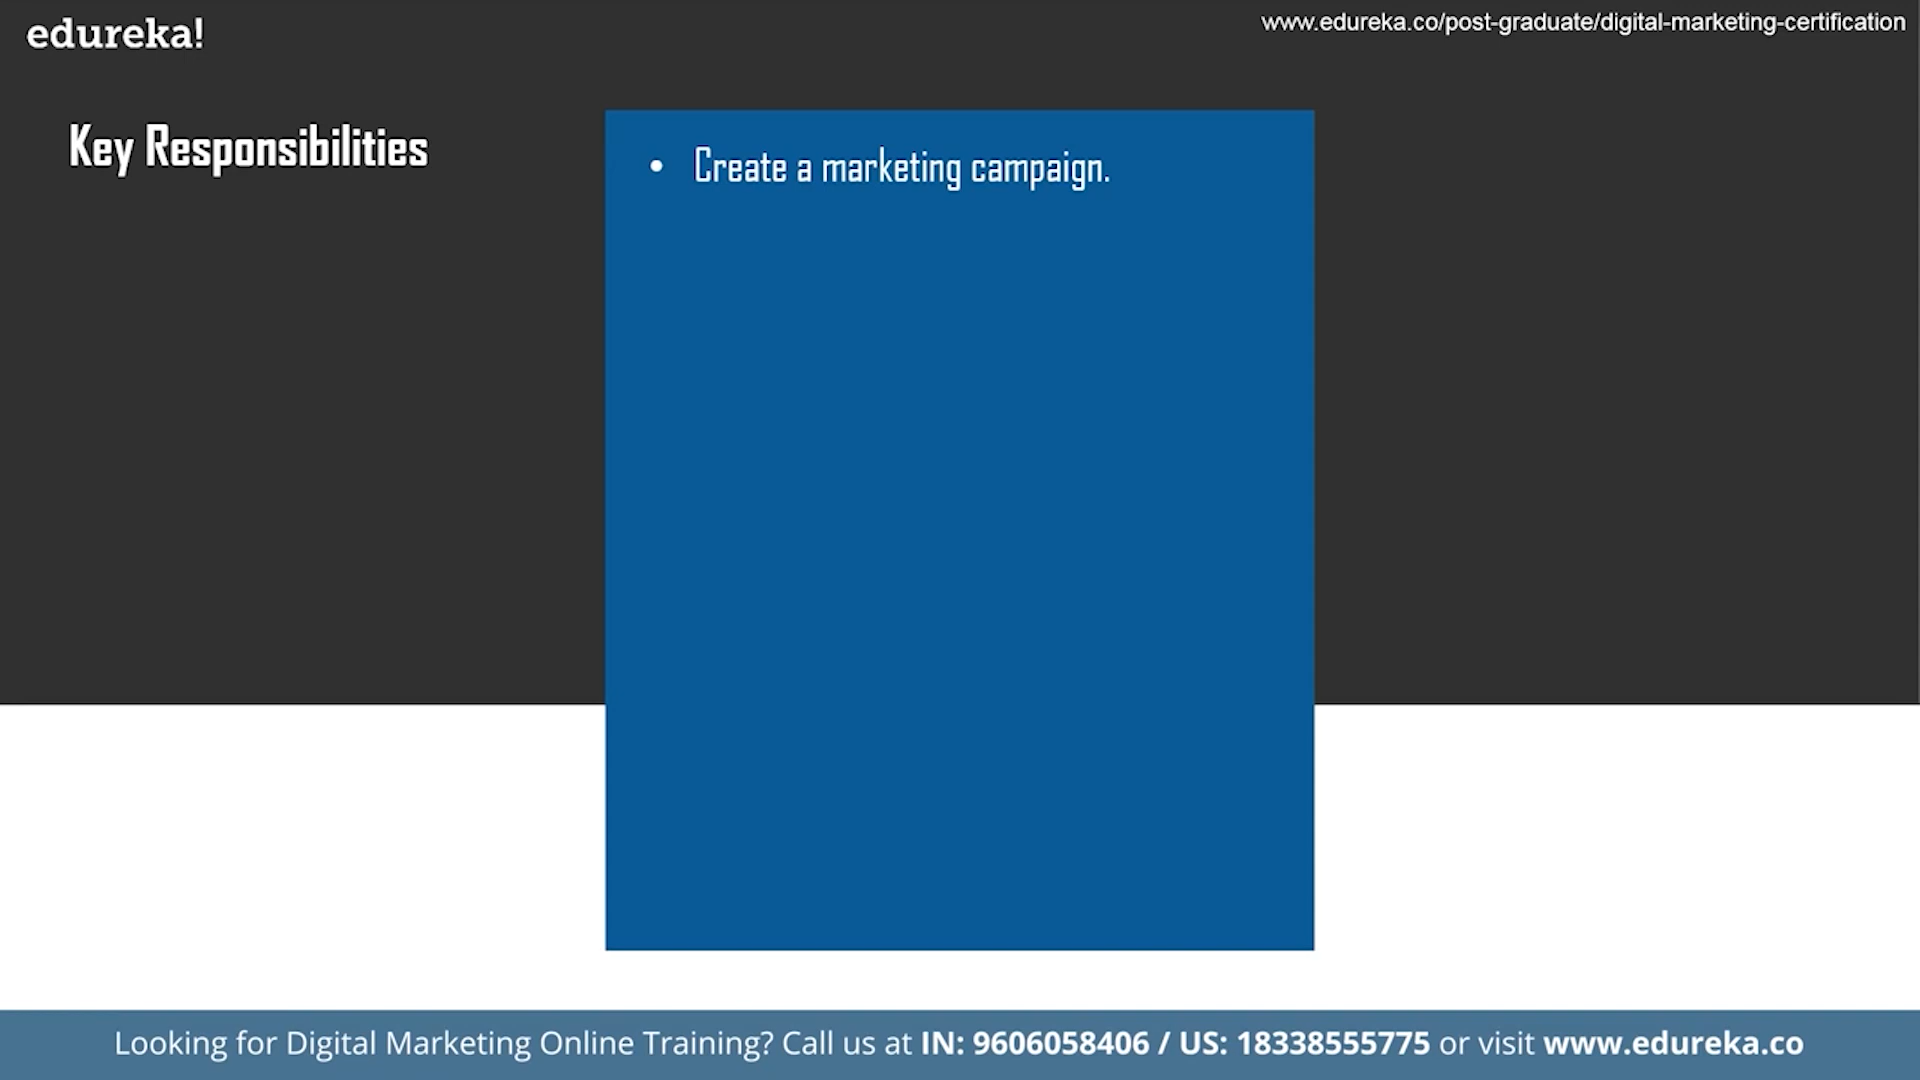 edureka!
www.edureka.co/post-graduate/digital-marketing-certification
Key Responsibilities
• Create a marketing campaign.
Looking for Digital Marketing Online Training? Call us at IN: 9606058406 / US: 18338555775 or visit www.edureka.co